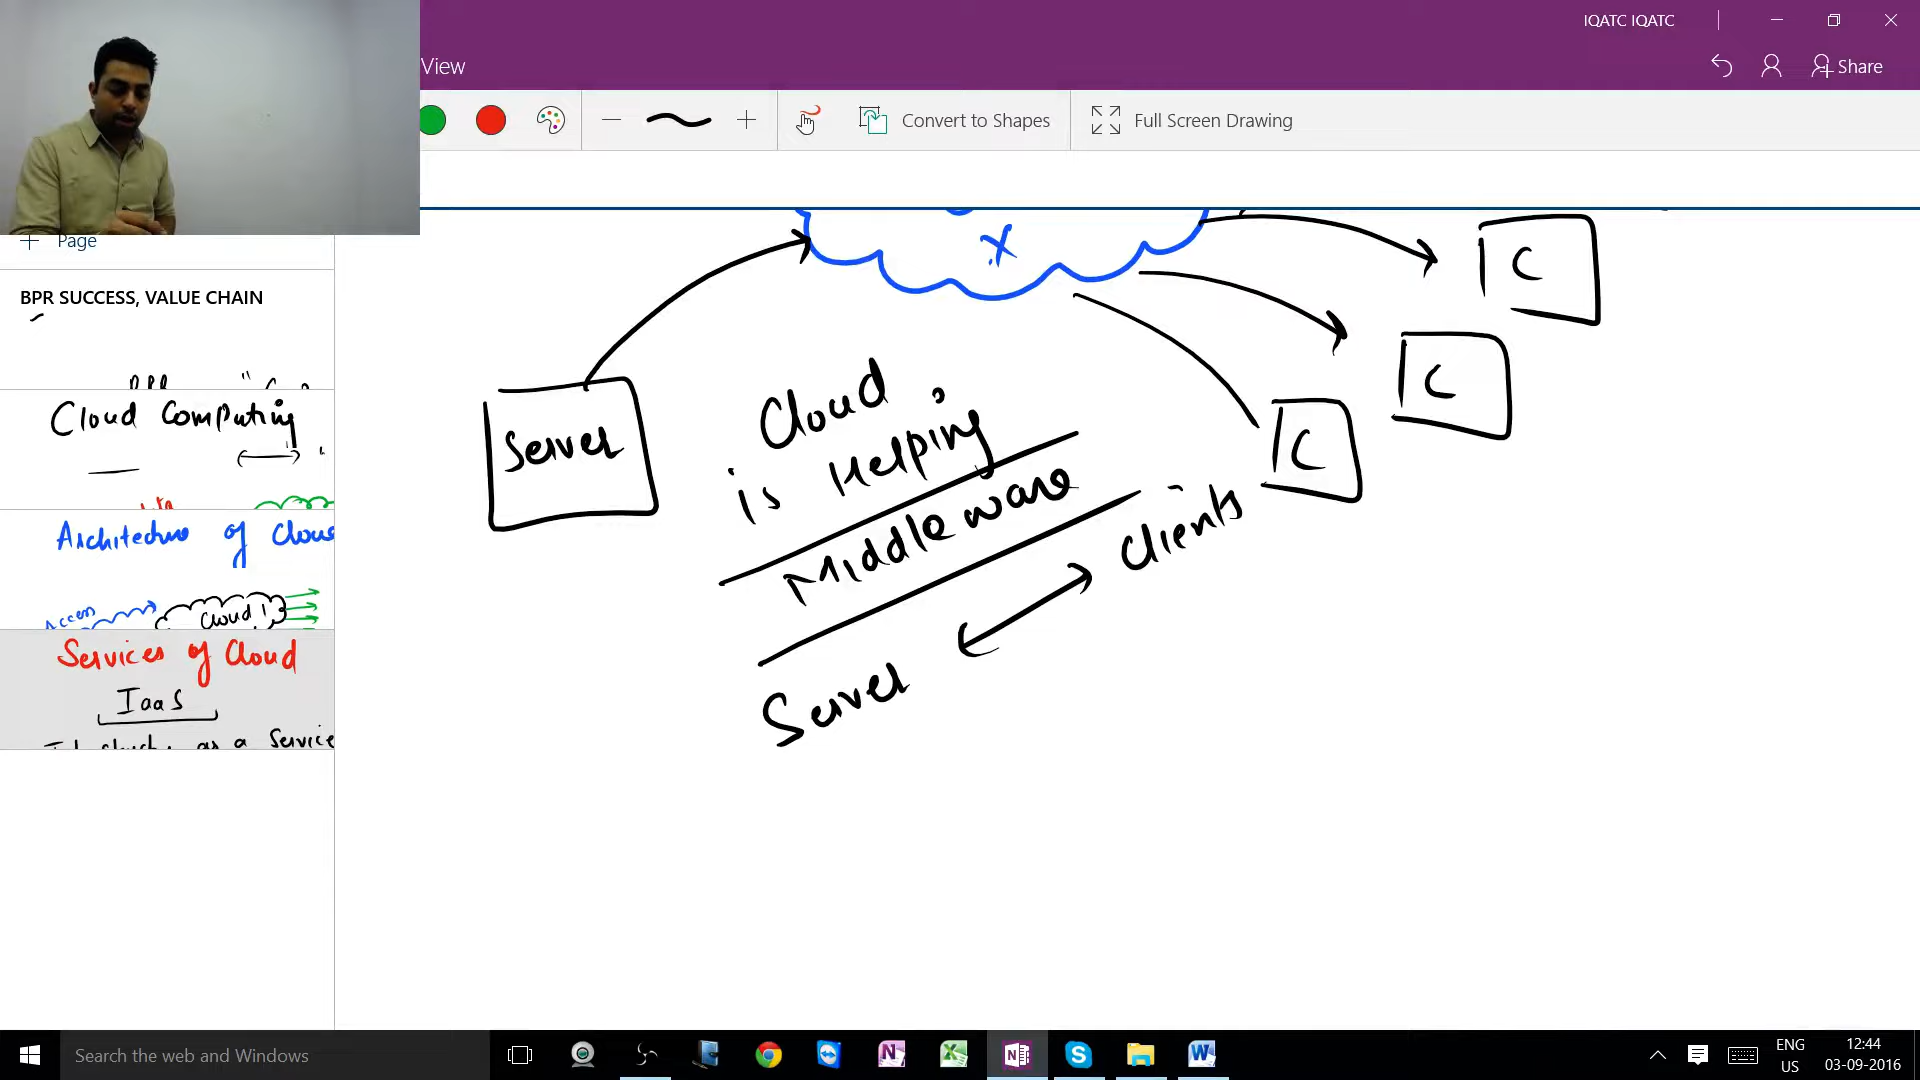 IQATC IQATC
View
Share
Convert to Shapes
Full Screen Drawing
+ Page
BPR SUCCESS, VALUE CHAIN
Cloud Computing
Architecture of Cloud
Access
Cloud
Services of Cloud
IaaS
as a Service
X
C
C
C
Server
Cloud
is Helping
Middleware
Server
Clients
Search the web and Windows
ENG
US
12:44
03-09-2016